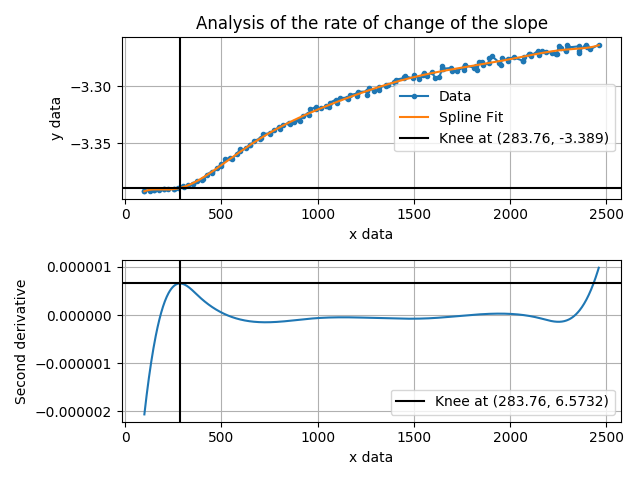 Analysis of the rate of change of the slope
y data
−3.30
−3.35
Data
Spline Fit
Knee at (283.76, -3.389)
0
500
1000
1500
2000
2500
x data
Second derivative
0.000001
0.000000
−0.000001
−0.000002
Knee at (283.76, 6.5732)
0
500
1000
1500
2000
2500
x data